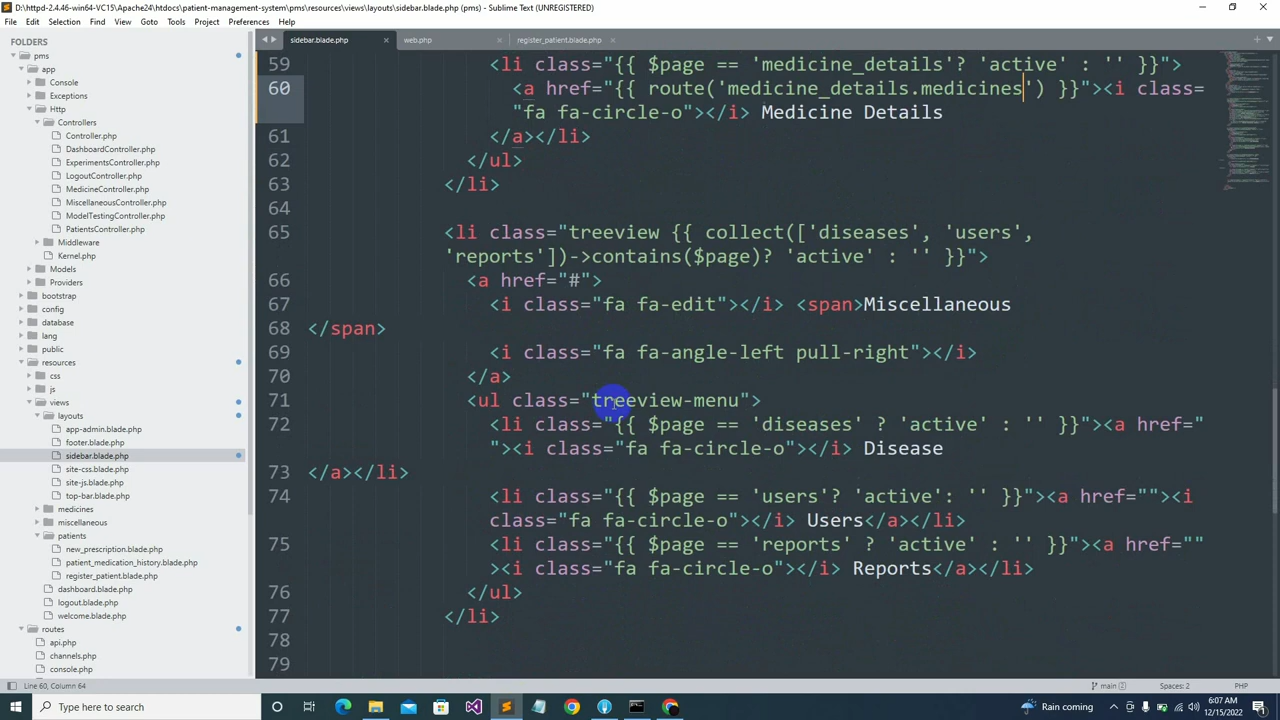 D:\httpd-2.4.46-win64-VC15\Apache24\htdocs\patient-management-system\pms\resources\views\layouts\sidebar.blade.php (pms) - Sublime Text (UNREGISTERED)
File Edit Selection Find View Goto Tools Project Preferences Help
FOLDERS
pms
app
Console
Http
Controllers
Controller.php
DashboardController.php
ExperimentsController.php
LogoutController.php
MedicineController.php
MiscellaneousController.php
ModelTestingController.php
PatientsController.php
Middleware
Kernel.php
Models
Providers
bootstrap
config
database
lang
public
resources
css
js
views
layouts
app-admin.blade.php
footer.blade.php
sidebar.blade.php
site-css.blade.php
site-js.blade.php
top-bar.blade.php
medicines
miscellaneous
patients
new_prescription.blade.php
patient_medication_history.blade.php
register_patient.blade.php
dashboard.blade.php
logout.blade.php
welcome.blade.php
routes
api.php
channels.php
console.php
sidebar.blade.php web.php register_patient.blade.php
59 <li class="{{ $page == 'medicine_details'? 'active' : '' }}">
60 <a href="{{ route('medicine_details.medicines') }}"><i class=
"fa fa-circle-o"></i> Medicine Details
61 </a></li>
62 </ul>
63 </li>
64
65 <li class="treeview {{ collect(['diseases', 'users',
'reports'])->contains($page)? 'active' : '' }}">
66 <a href="#">
67 <i class="fa fa-edit"></i> <span>Miscellaneous
68 </span>
69 <i class="fa fa-angle-left pull-right"></i>
70 </a>
71 <ul class="treeview-menu">
72 <li class="{{ $page == 'diseases' ? 'active' : '' }}"><a href="
"><i class="fa fa-circle-o"></i> Disease
73 </a></li>
74 <li class="{{ $page == 'users'? 'active': '' }}"><a href=""><i
class="fa fa-circle-o"></i> Users</a></li>
75 <li class="{{ $page == 'reports' ? 'active' : '' }}"><a href=""
><i class="fa fa-circle-o"></i> Reports</a></li>
76 </ul>
77 </li>
78
79
Line 60, Column 64 main 2 Spaces: 2 PHP
Type here to search Rain coming 6:07 AM
12/15/2022